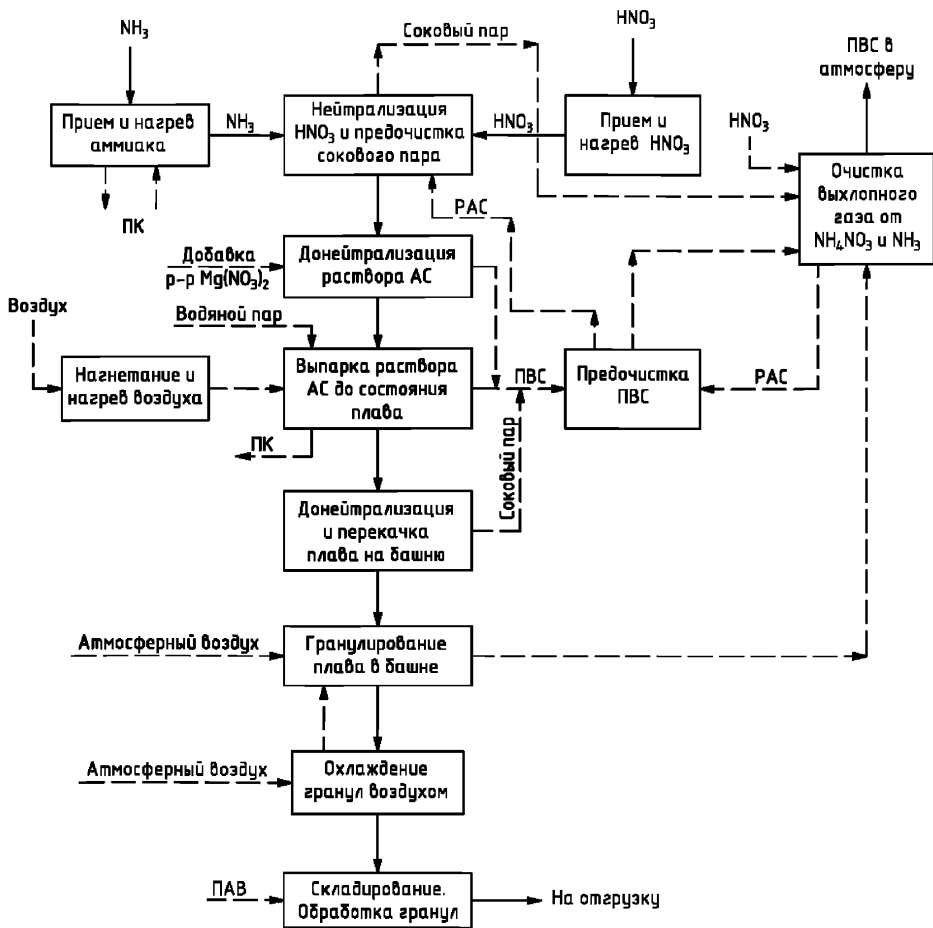 NH₃
Соковый пар
HNO₃
ПВС в
атмосферу
Прием и нагрев
аммиака
NH₃
Нейтрализация
HNO₃ и предочистка
сокового пара
HNO₃
Прием и
нагрев HNO₃
HNO₃
Очистка
выхлопного
газа от
NH₄NO₃ и NH₃
ПК
РАС
Добавка
р-р Mg(NO₃)₂
Донейтрализация
раствора АС
Воздух
Водяной пар
Нагнетание и
нагрев воздуха
Выпарка раствора
АС до состояния
плава
ПВС
Предочистка
ПВС
РАС
ПК
Соковый пар
Донейтрализация
и перекачка
плава на башню
Атмосферный воздух
Гранулирование
плава в башне
Атмосферный воздух
Охлаждение
гранул воздухом
ПАВ
Складирование.
Обработка гранул
На отгрузку